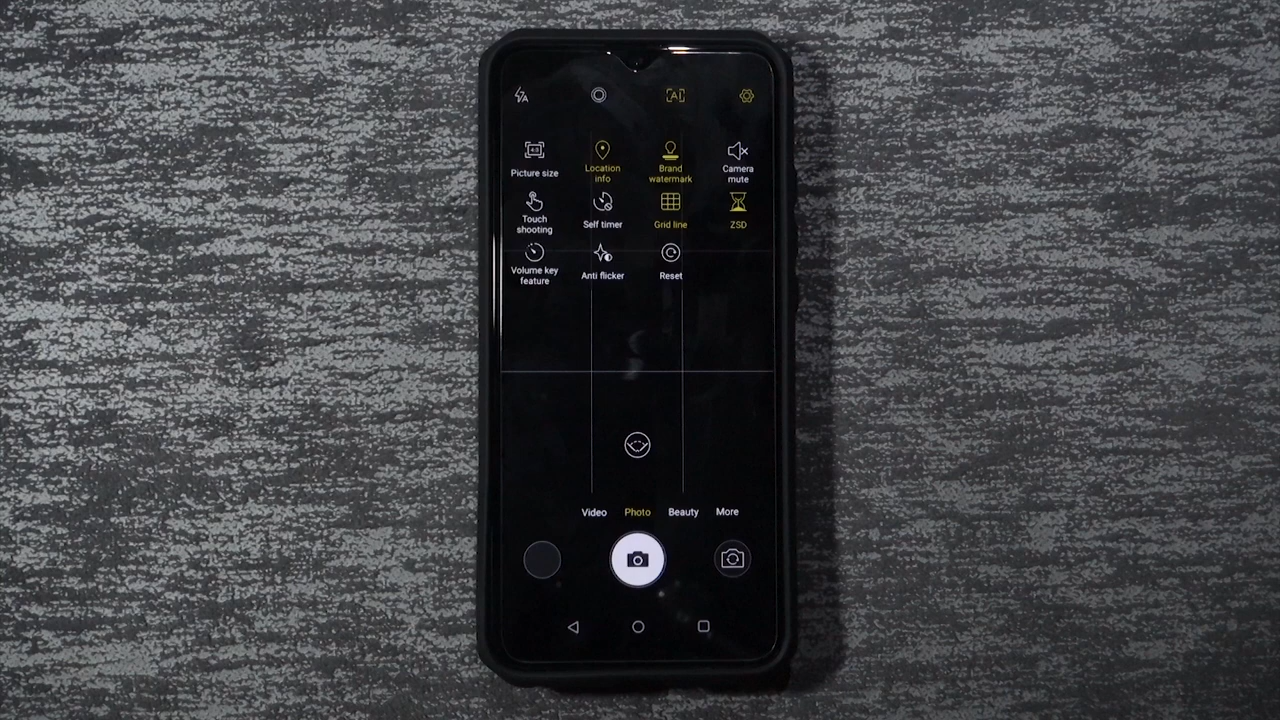 AI
Picture size
Location
info
Brand
watermark
Camera
mute
Touch
shooting
Self timer
Grid line
ZSD
Volume key
feature
Anti flicker
Reset
Video Photo Beauty More